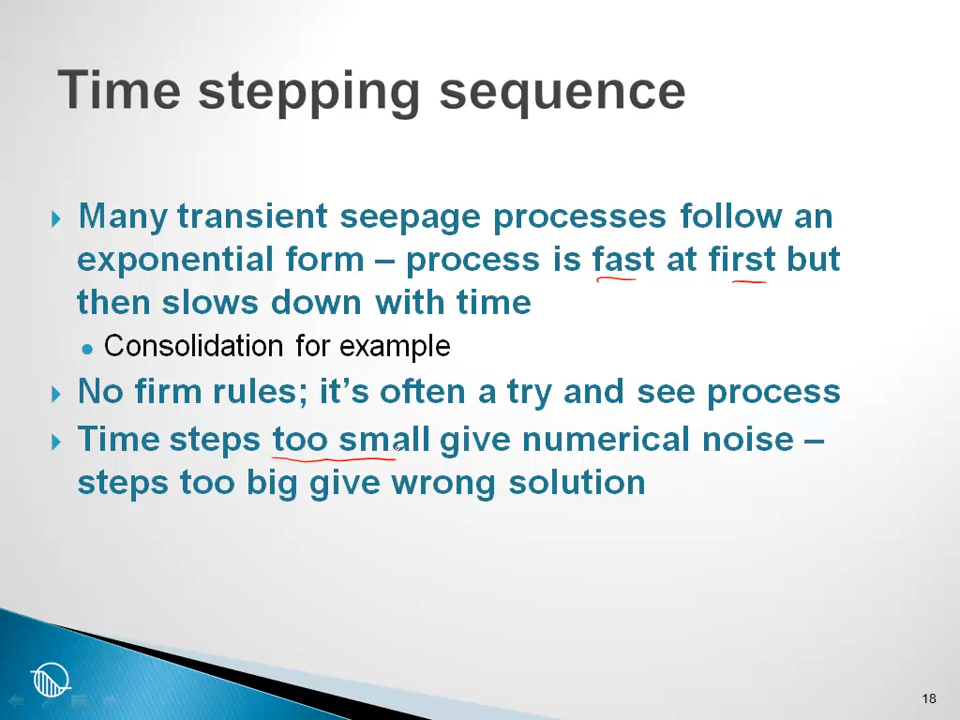 Time stepping sequence
Many transient seepage processes follow an
exponential form – process is fast at first but
then slows down with time
Consolidation for example
No firm rules; it's often a try and see process
Time steps too small give numerical noise –
steps too big give wrong solution
18